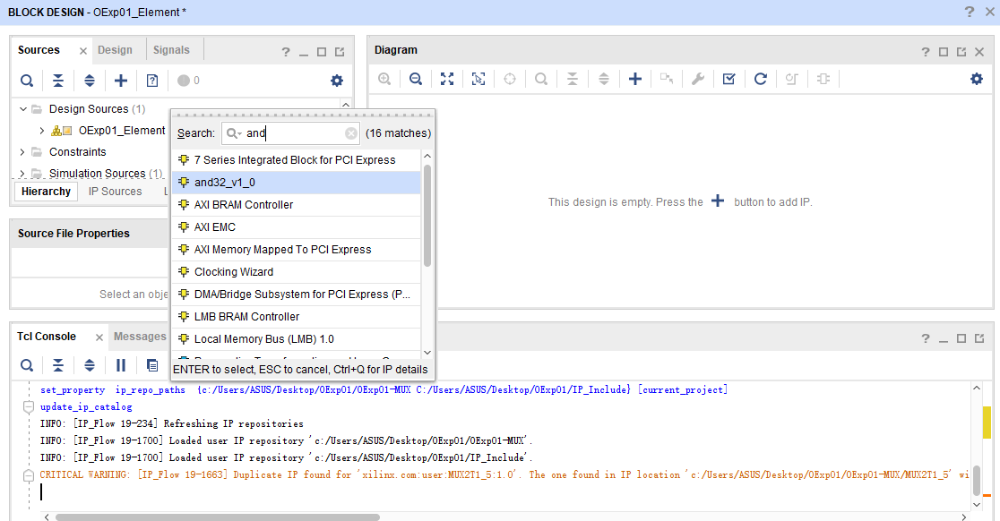 BLOCK DESIGN - OExp01_Element *
?
Sources
Design
Signals
?
0
Design Sources (1)
OExp01_Element
Constraints
Simulation Sources (1)
Hierarchy
IP Sources
Source File Properties
Select an obje
Search:
and
(16 matches)
7 Series Integrated Block for PCI Express
and32_v1_0
AXI BRAM Controller
AXI EMC
AXI Memory Mapped To PCI Express
Clocking Wizard
DMA/Bridge Subsystem for PCI Express (P...
LMB BRAM Controller
Local Memory Bus (LMB) 1.0
ENTER to select, ESC to cancel, Ctrl+Q for IP details
Diagram
?
This design is empty. Press the + button to add IP.
Tcl Console
Messages
?
set_property ip_repo_paths {c:/Users/ASUS/Desktop/OExp01/OExp01-MUX C:/Users/ASUS/Desktop/OExp01/IP_Include} [current_project]
update_ip_catalog
INFO: [IP_Flow 19-234] Refreshing IP repositories
INFO: [IP_Flow 19-1700] Loaded user IP repository 'c:/Users/ASUS/Desktop/OExp01/OExp01-MUX'.
INFO: [IP_Flow 19-1700] Loaded user IP repository 'c:/Users/ASUS/Desktop/OExp01/IP_Include'.
CRITICAL WARNING: [IP_Flow 19-1663] Duplicate IP found for 'xilinx.com:user:MUX2T1_5:1.0'. The one found in IP location 'c:/Users/ASUS/Desktop/OExp01/OExp01-MUX/MUX2T1_5' wi